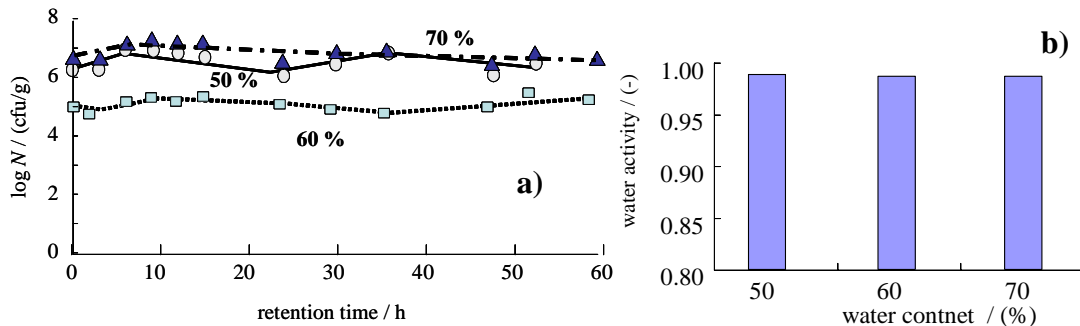 a)
8
6
4
2
0
log N / (cfu/g)
70 %
50 %
60 %
0 10 20 30 40 50 60
retention time / h
b)
1.00
0.95
0.90
0.85
0.80
water activity / (-)
50 60 70
water contnet / (%)